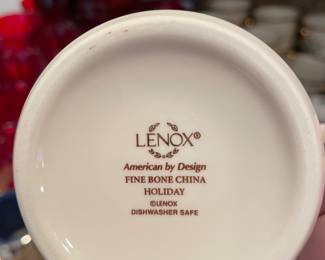 LENOX®
American by Design
FINE BONE CHINA
HOLIDAY
©LENOX
DISHWASHER SAFE